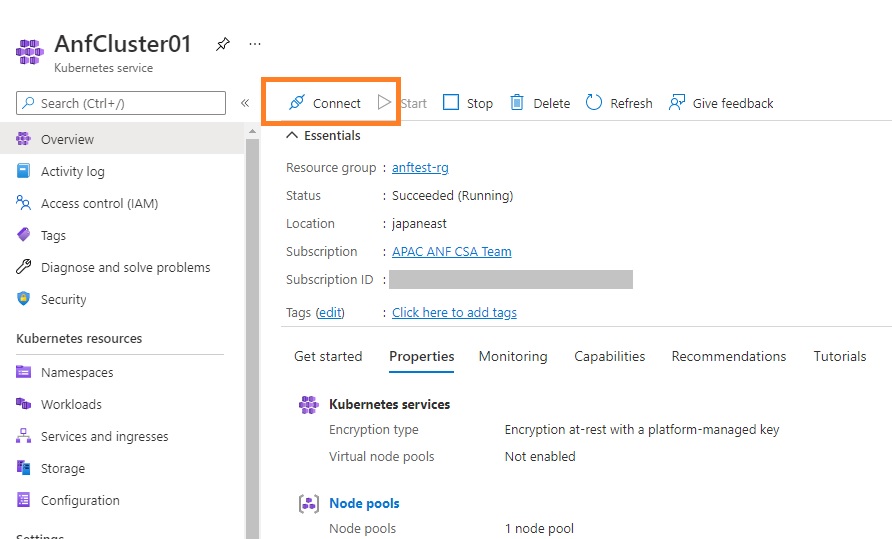 AnfCluster01 ...
Kubernetes service
Search (Ctrl+/) «
Connect Start Stop Delete Refresh Give feedback
Overview
Activity log
Access control (IAM)
Tags
Diagnose and solve problems
Security
Kubernetes resources
Namespaces
Workloads
Services and ingresses
Storage
Configuration
Settings
Essentials
Resource group : anftest-rg
Status : Succeeded (Running)
Location : japaneast
Subscription : APAC ANF CSA Team
Subscription ID :
Tags (edit) : Click here to add tags
Get started Properties Monitoring Capabilities Recommendations Tutorials
Kubernetes services
Encryption type Encryption at-rest with a platform-managed key
Virtual node pools Not enabled
Node pools
Node pools 1 node pool